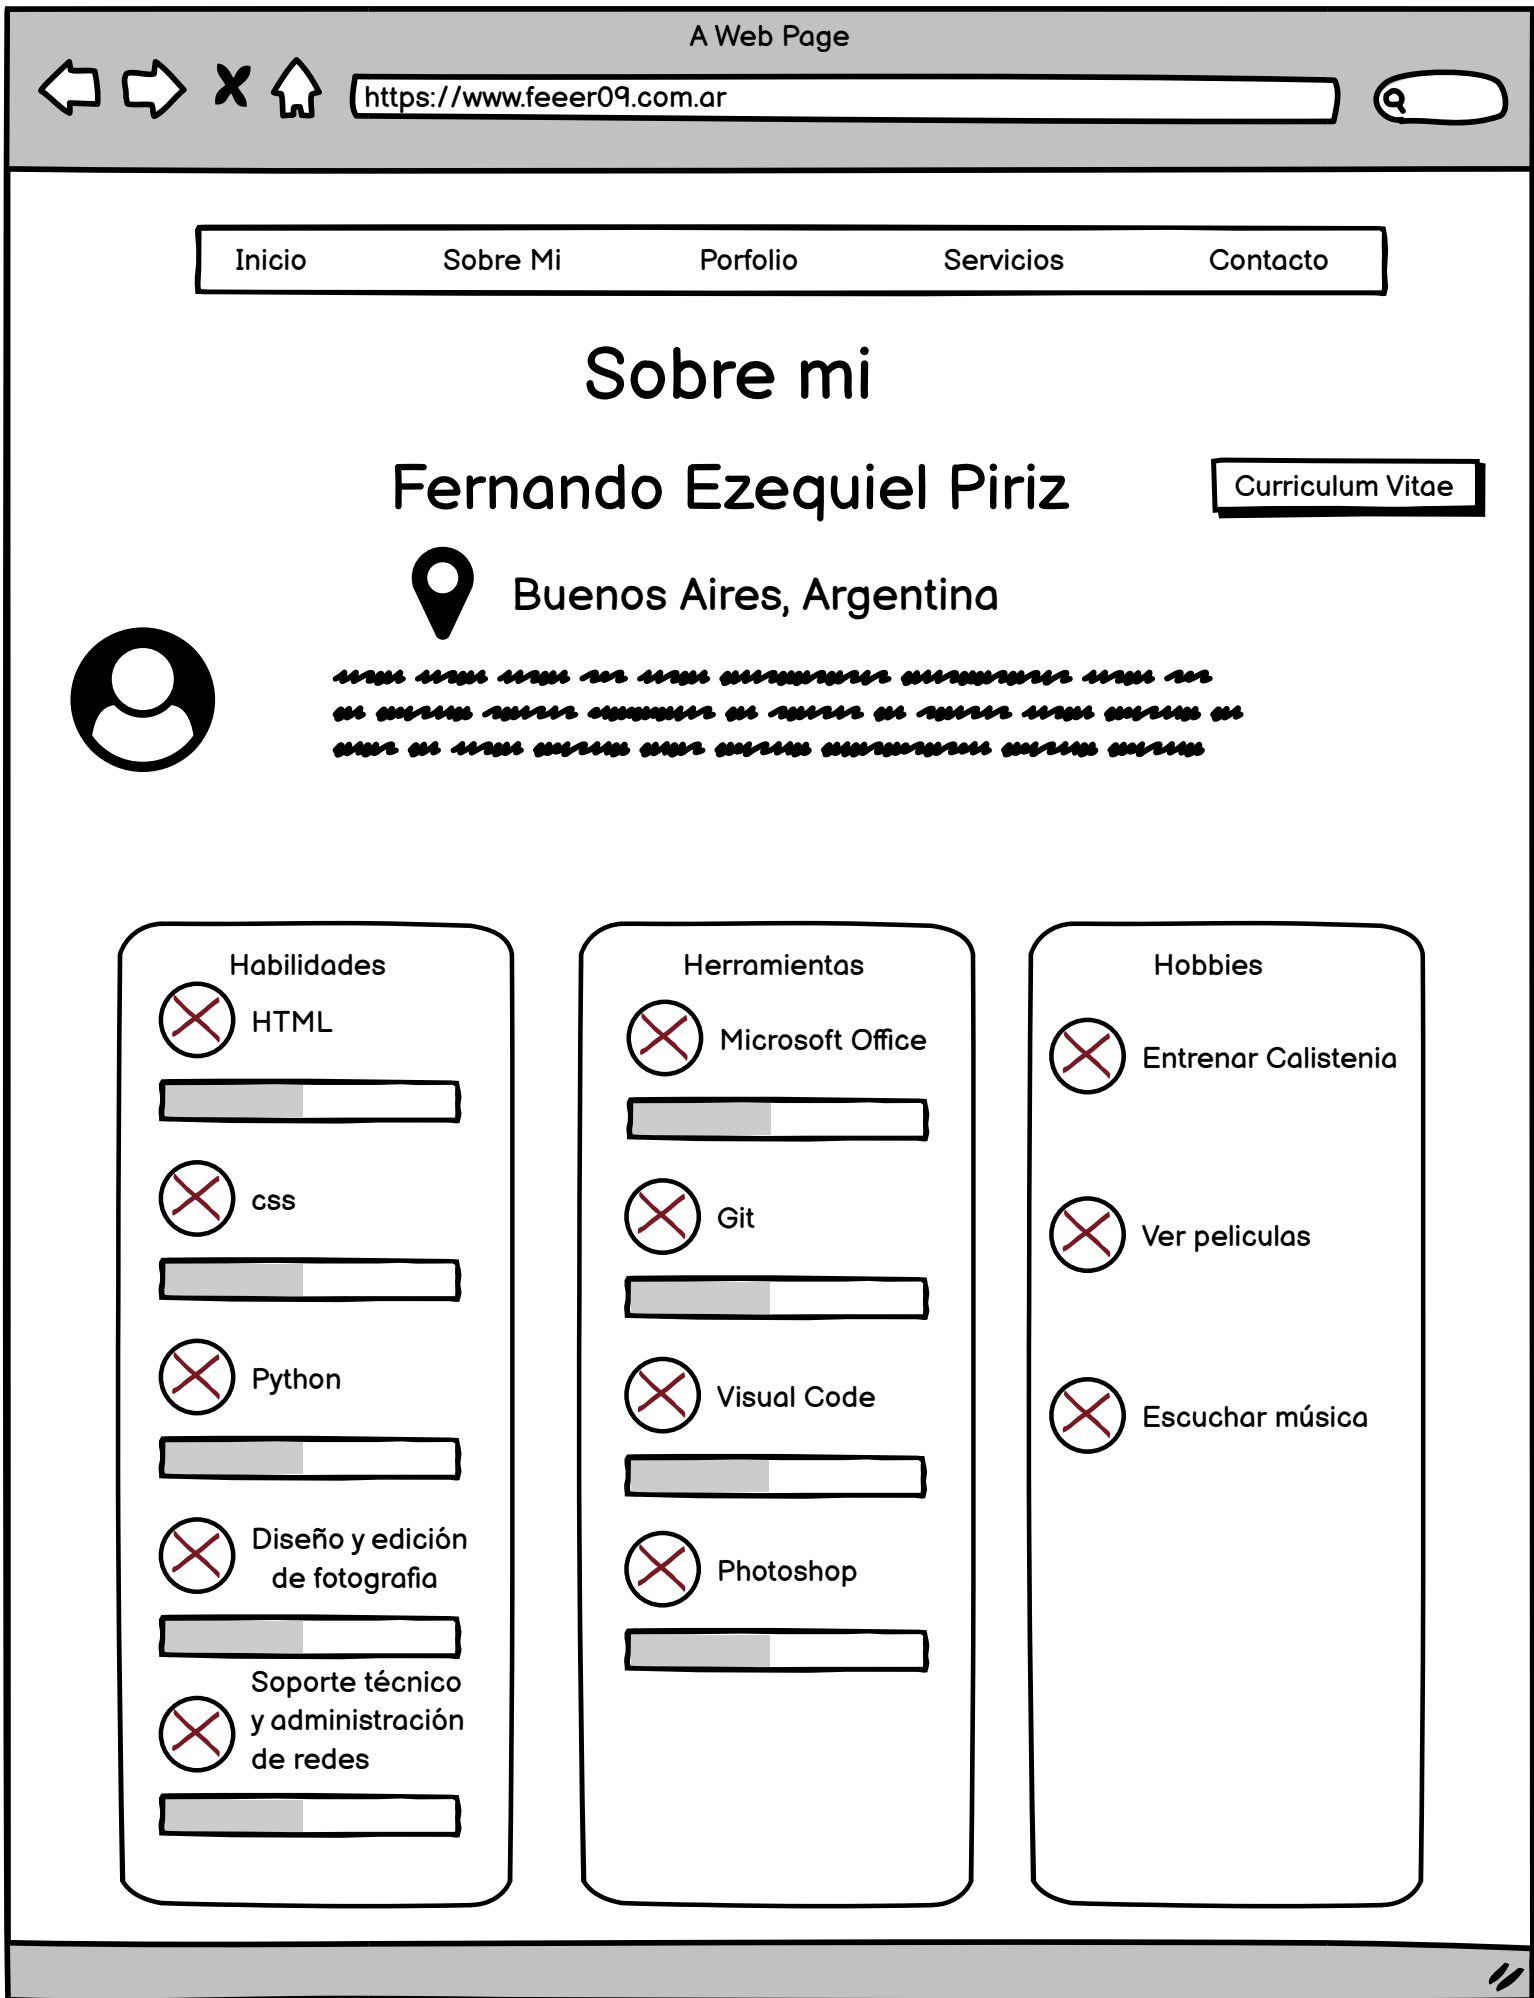 A Web Page
https://www.feeer09.com.ar
Inicio Sobre Mi Porfolio Servicios Contacto
Sobre mi
Fernando Ezequiel Piriz
Curriculum Vitae
Buenos Aires, Argentina
Habilidades
HTML
css
Python
Diseño y edición
de fotografia
Soporte técnico
y administración
de redes
Herramientas
Microsoft Office
Git
Visual Code
Photoshop
Hobbies
Entrenar Calistenia
Ver peliculas
Escuchar música